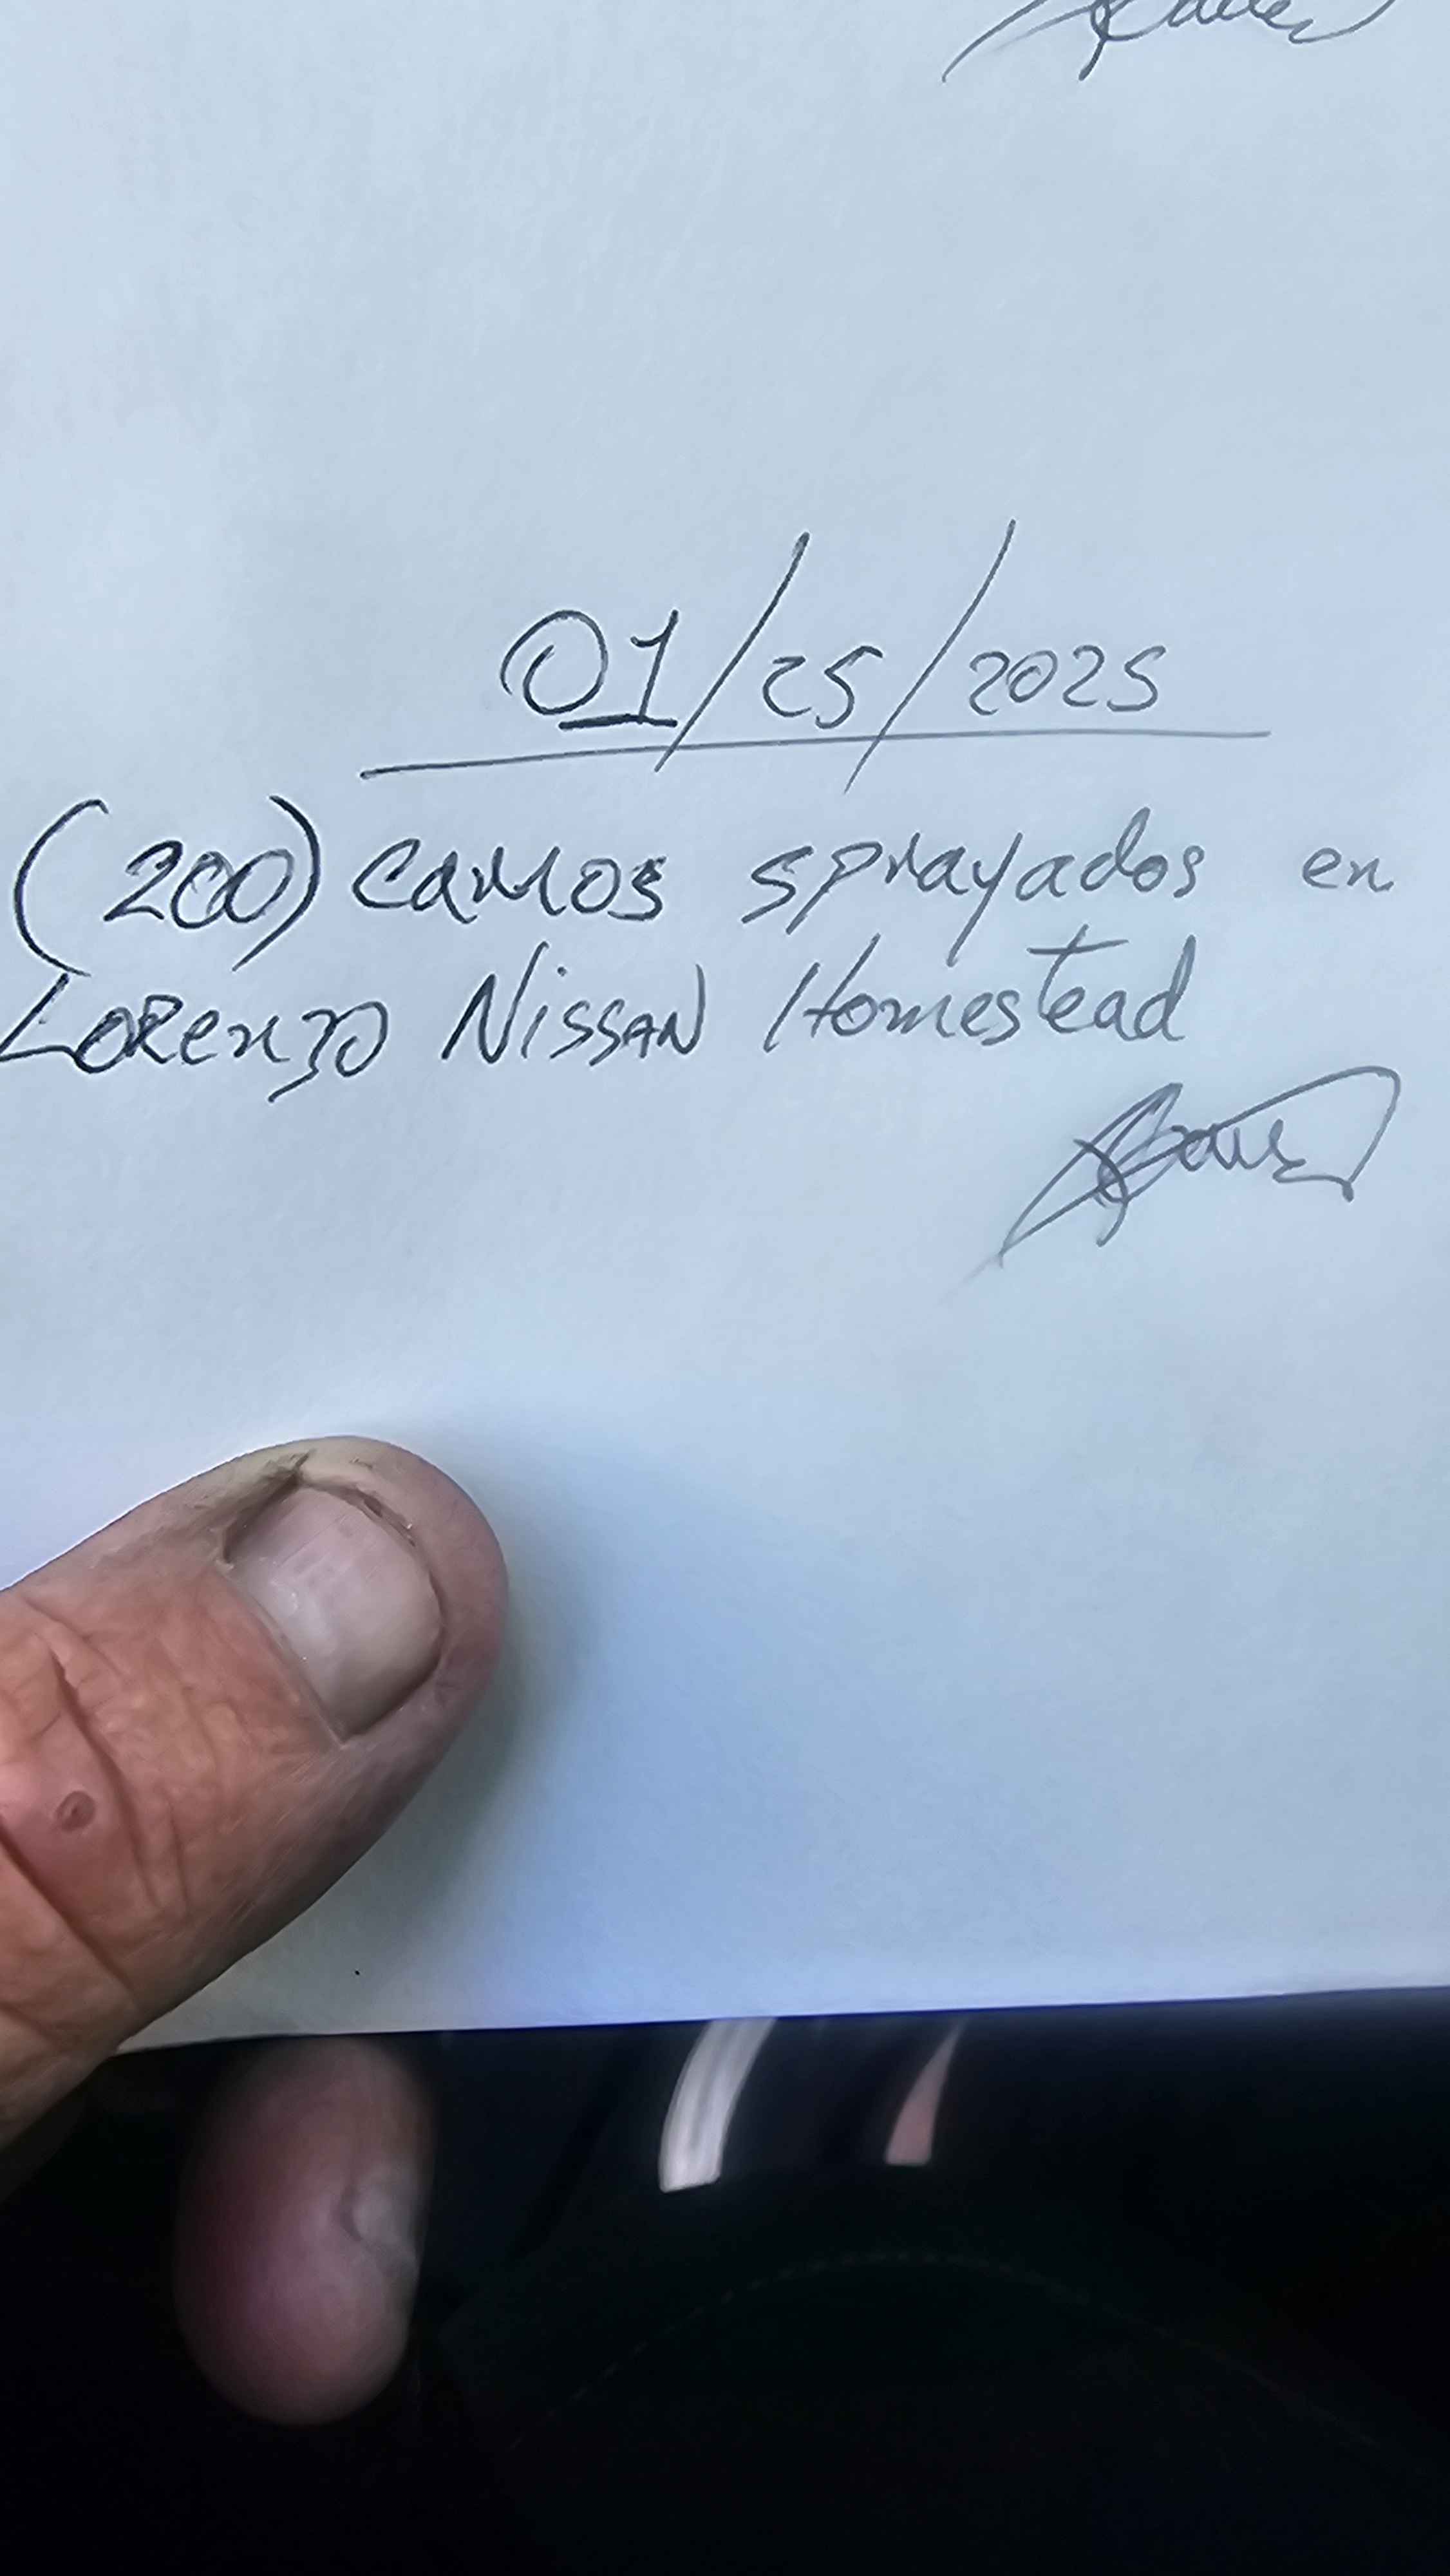 01/25/2025
(200) carros sprayados en
Lorenzo Nissan Homestead